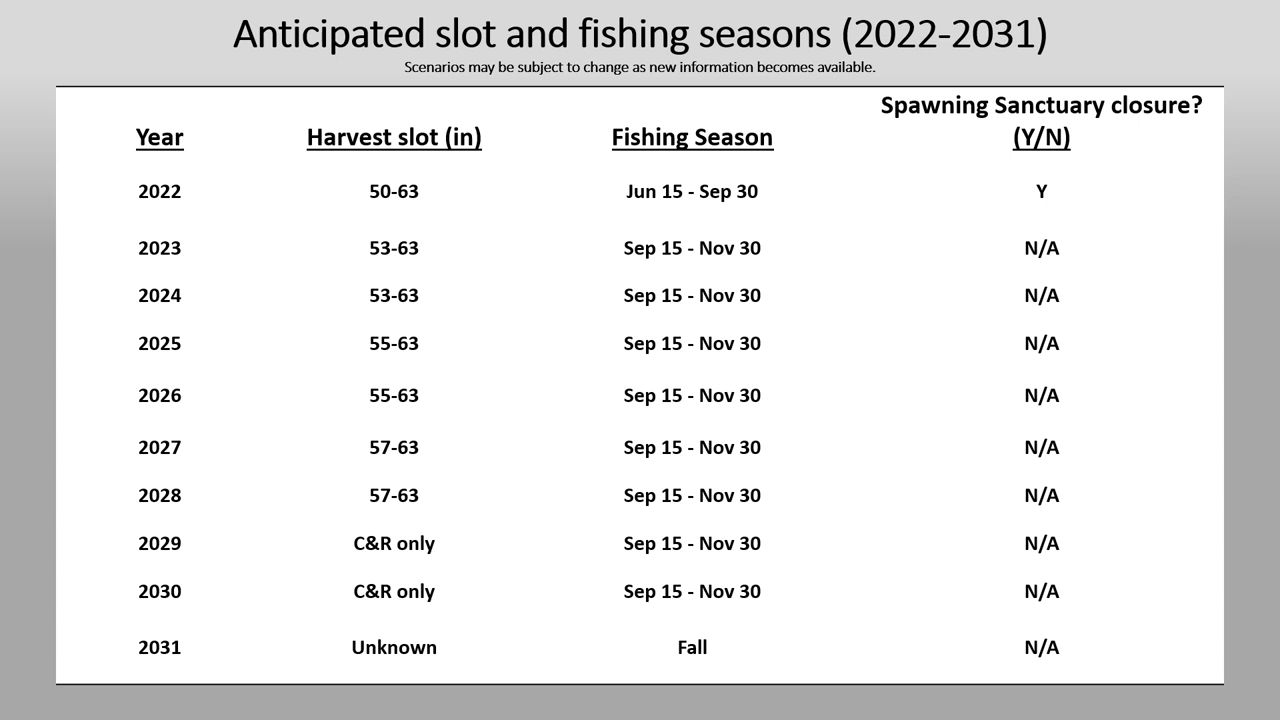 Anticipated slot and fishing seasons (2022-2031)
Scenarios may be subject to change as new information becomes available.
Spawning Sanctuary closure?
Year Harvest slot (in) Fishing Season (Y/N)
2022 50-63 Jun 15 - Sep 30 Y
2023 53-63 Sep 15 - Nov 30 N/A
2024 53-63 Sep 15 - Nov 30 N/A
2025 55-63 Sep 15 - Nov 30 N/A
2026 55-63 Sep 15 - Nov 30 N/A
2027 57-63 Sep 15 - Nov 30 N/A
2028 57-63 Sep 15 - Nov 30 N/A
2029 C&R only Sep 15 - Nov 30 N/A
2030 C&R only Sep 15 - Nov 30 N/A
2031 Unknown Fall N/A